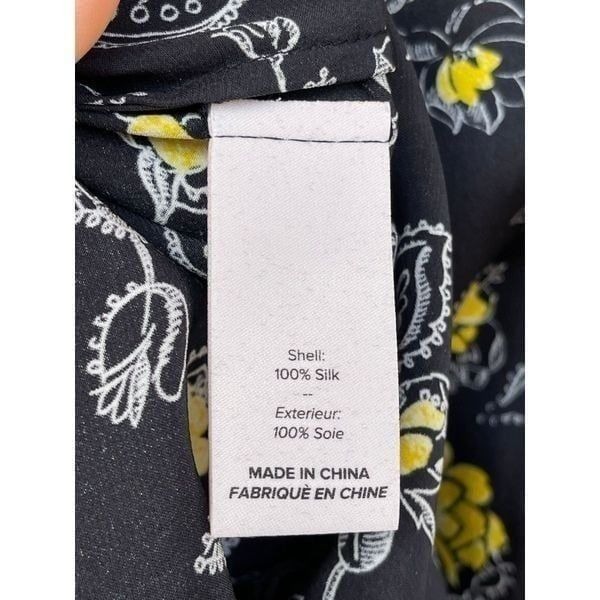 Shell:
100% Silk
--
Exterieur:
100% Soie
MADE IN CHINA
FABRIQUÈ EN CHINE